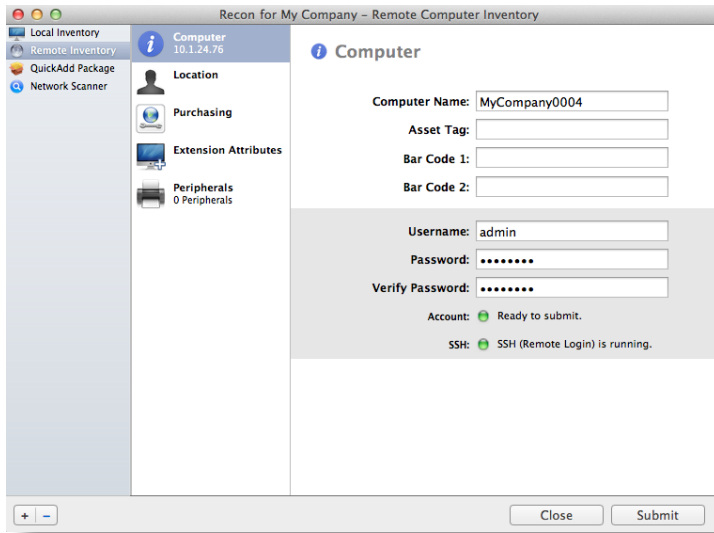 Recon for My Company – Remote Computer Inventory
Local Inventory
Remote Inventory
QuickAdd Package
Network Scanner
Computer
10.1.24.76
Location
Purchasing
Extension Attributes
Peripherals
0 Peripherals
Computer
Computer Name: MyCompany0004
Asset Tag:
Bar Code 1:
Bar Code 2:
Username: admin
Password: ••••••••
Verify Password: ••••••••
Account: Ready to submit.
SSH: SSH (Remote Login) is running.
+ –
Close Submit